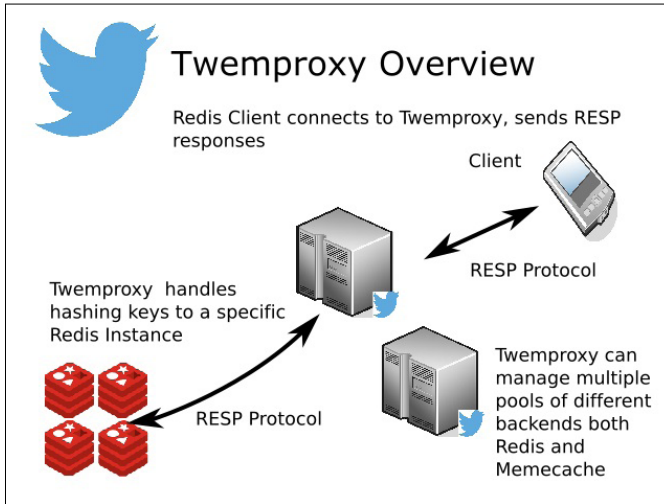 Twemproxy Overview
Redis Client connects to Twemproxy, sends RESP
responses
Client
RESP Protocol
Twemproxy handles
hashing keys to a specific
Redis Instance
RESP Protocol
Twemproxy can
manage multiple
pools of different
backends both
Redis and
Memecache